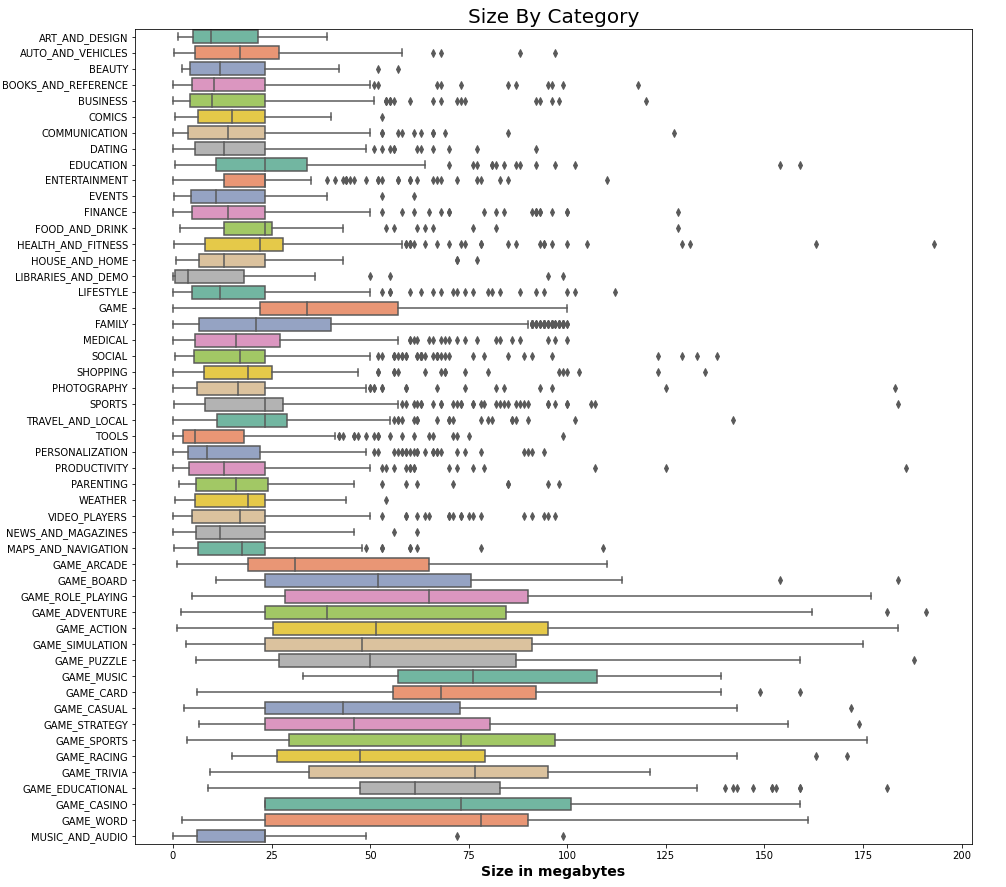 Size By Category
ART_AND_DESIGN
AUTO_AND_VEHICLES
BEAUTY
BOOKS_AND_REFERENCE
BUSINESS
COMICS
COMMUNICATION
DATING
EDUCATION
ENTERTAINMENT
EVENTS
FINANCE
FOOD_AND_DRINK
HEALTH_AND_FITNESS
HOUSE_AND_HOME
LIBRARIES_AND_DEMO
LIFESTYLE
GAME
FAMILY
MEDICAL
SOCIAL
SHOPPING
PHOTOGRAPHY
SPORTS
TRAVEL_AND_LOCAL
TOOLS
PERSONALIZATION
PRODUCTIVITY
PARENTING
WEATHER
VIDEO_PLAYERS
NEWS_AND_MAGAZINES
MAPS_AND_NAVIGATION
GAME_ARCADE
GAME_BOARD
GAME_ROLE_PLAYING
GAME_ADVENTURE
GAME_ACTION
GAME_SIMULATION
GAME_PUZZLE
GAME_MUSIC
GAME_CARD
GAME_CASUAL
GAME_STRATEGY
GAME_SPORTS
GAME_RACING
GAME_TRIVIA
GAME_EDUCATIONAL
GAME_CASINO
GAME_WORD
MUSIC_AND_AUDIO
0 25 50 75 100 125 150 175 200
Size in megabytes